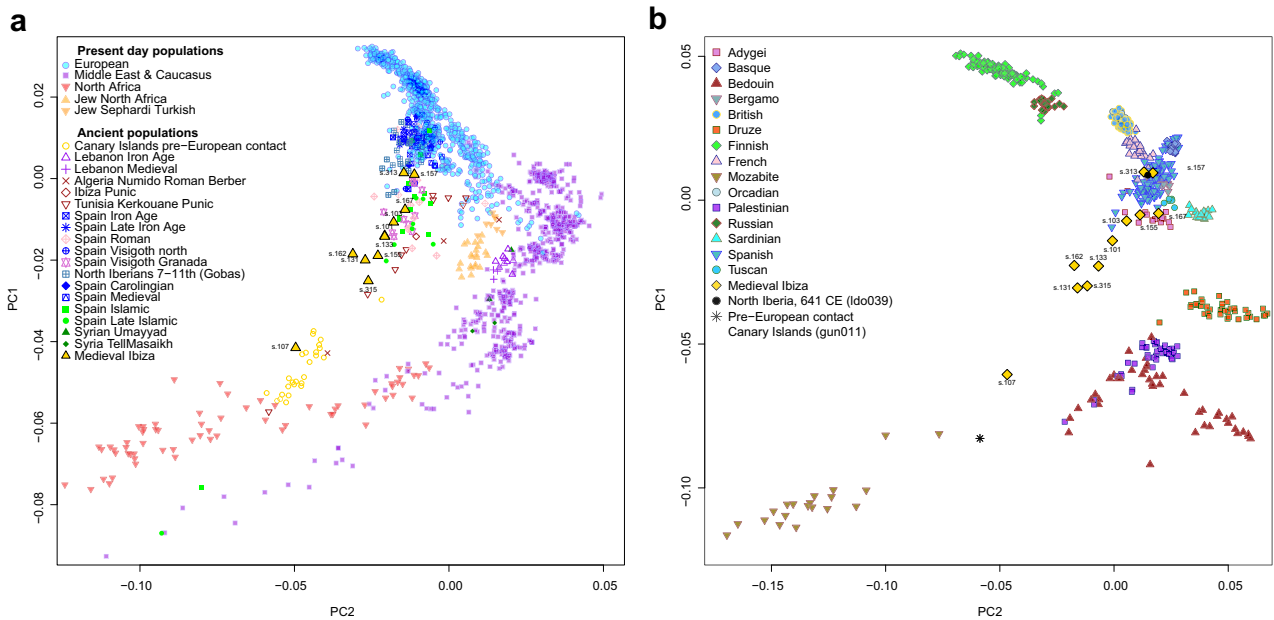 a
Present day populations
European
Middle East & Caucasus
North Africa
Jew North Africa
Jew Sephardi Turkish
Ancient populations
Canary Islands pre-European contact
Lebanon Iron Age
Lebanon Medieval
Algeria Numido Roman Berber
Ibiza Punic
Tunisia Kerkouane Punic
Spain Iron Age
Spain Late Iron Age
Spain Roman
Spain Visigoth north
Spain Visigoth Granada
North Iberians 7−11th (Gobas)
Spain Carolingian
Spain Medieval
Spain Islamic
Spain Late Islamic
Syrian Umayyad
Syria TellMasaikh
Medieval Ibiza
s.313
s.157
s.167
s.103
s.101
s.133
s.162
s.131
s.155
s.315
s.107
0.02
0.00
−0.02
−0.04
−0.06
−0.08
PC1
−0.10
−0.05
0.00
0.05
PC2
b
Adygei
Basque
Bedouin
Bergamo
British
Druze
Finnish
French
Mozabite
Orcadian
Palestinian
Russian
Sardinian
Spanish
Tuscan
Medieval Ibiza
North Iberia, 641 CE (ldo039)
Pre−European contact
Canary Islands (gun011)
s.157
s.313
s.103
s.167
s.155
s.101
s.162
s.133
s.131
s.315
s.107
0.05
0.00
−0.05
−0.10
PC1
−0.15
−0.10
−0.05
0.00
0.05
PC2